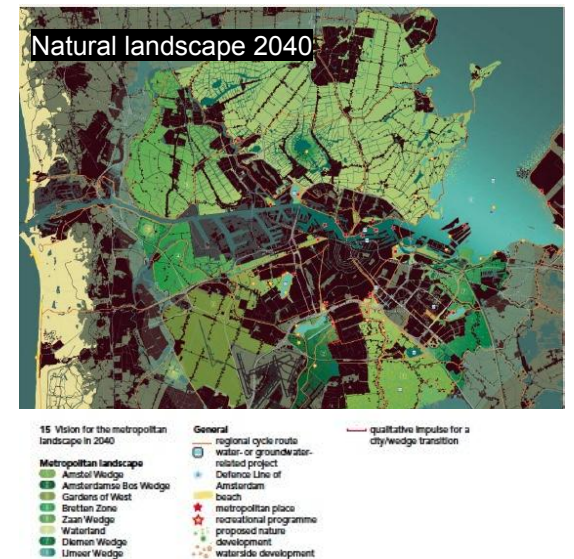 Natural landscape 2040
15 Vision for the metropolitan
landscape in 2040
Metropolitan landscape
Amstel Wedge
Amsterdamse Bos Wedge
Gardens of West
Bretten Zone
Zaan Wedge
Waterland
Diemen Wedge
IJmeer Wedge
General
regional cycle route
water- or groundwater-
related project
Defence Line of
Amsterdam
beach
metropolitan place
recreational programme
proposed nature
development
waterside development
qualitative impulse for a
city/wedge transition